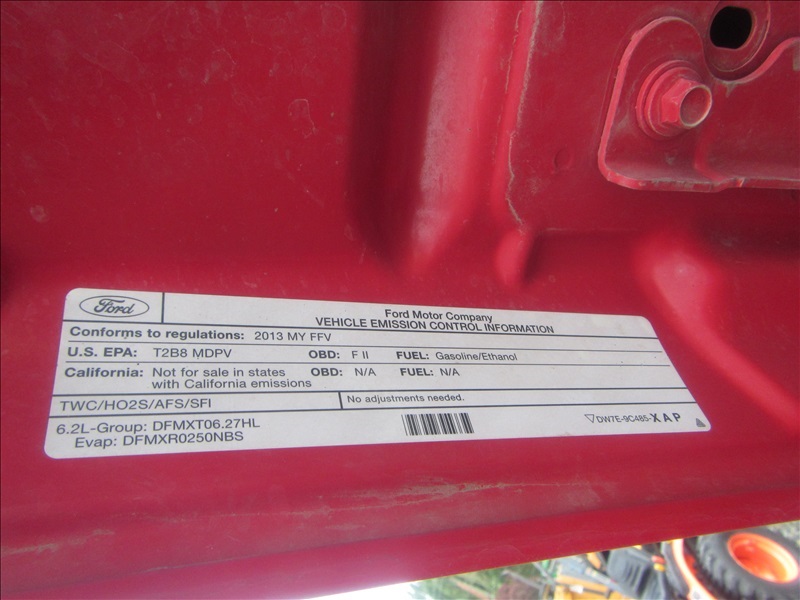 Ford
Ford Motor Company
VEHICLE EMISSION CONTROL INFORMATION
Conforms to regulations: 2013 MY FFV
U.S. EPA: T2B8 MDPV OBD: F II FUEL: Gasoline/Ethanol
California: Not for sale in states with California emissions OBD: N/A FUEL: N/A
TWC/HO2S/AFS/SFI
No adjustments needed.
6.2L-Group: DFMXT06.27HL
Evap: DFMXR0250NBS
DW7E-9C485-XAP